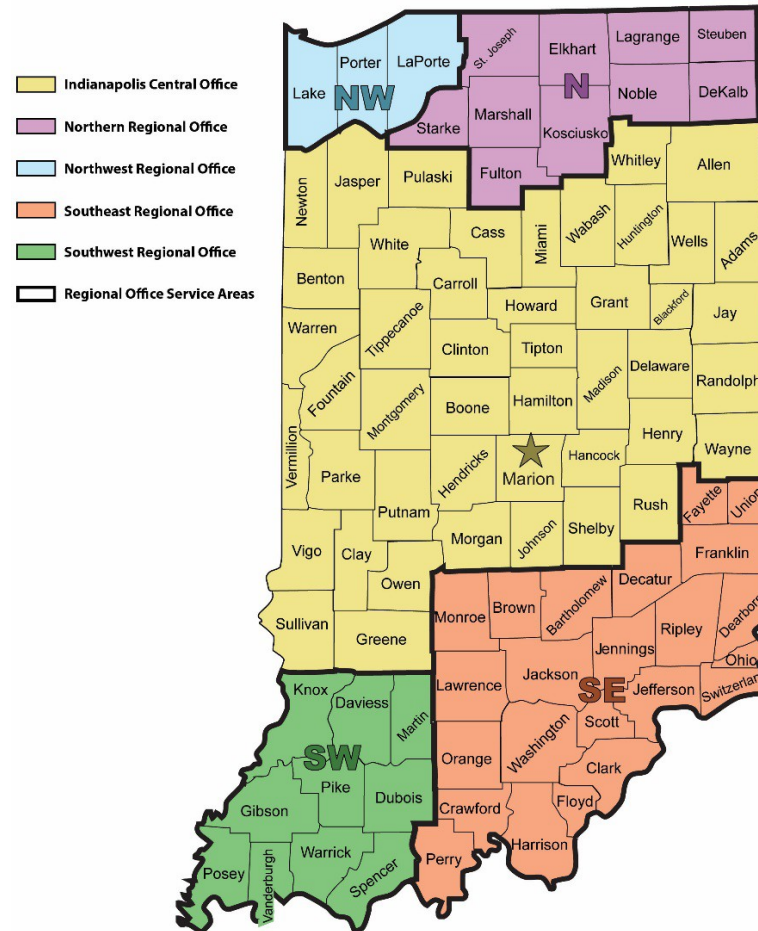 Indianapolis Central Office
Northern Regional Office
Northwest Regional Office
Southeast Regional Office
Southwest Regional Office
Regional Office Service Areas
Lake
Porter
LaPorte
NW
St. Joseph
Elkhart
Lagrange
Steuben
N
Noble
DeKalb
Starke
Marshall
Kosciusko
Fulton
Whitley
Allen
Newton
Jasper
Pulaski
White
Cass
Miami
Wabash
Huntington
Wells
Adams
Benton
Carroll
Howard
Grant
Blackford
Jay
Warren
Tippecanoe
Clinton
Tipton
Madison
Delaware
Randolph
Fountain
Montgomery
Boone
Hamilton
Henry
Wayne
Vermillion
Parke
Putnam
Hendricks
Marion
Hancock
Rush
Vigo
Clay
Owen
Morgan
Johnson
Shelby
Fayette
Union
Franklin
Sullivan
Greene
Monroe
Brown
Bartholomew
Decatur
Dearborn
Ripley
Jennings
Ohio
Lawrence
Jackson
SE
Jefferson
Switzerland
Knox
Daviess
Martin
SW
Orange
Washington
Scott
Clark
Gibson
Pike
Dubois
Crawford
Floyd
Harrison
Perry
Posey
Vanderburgh
Warrick
Spencer